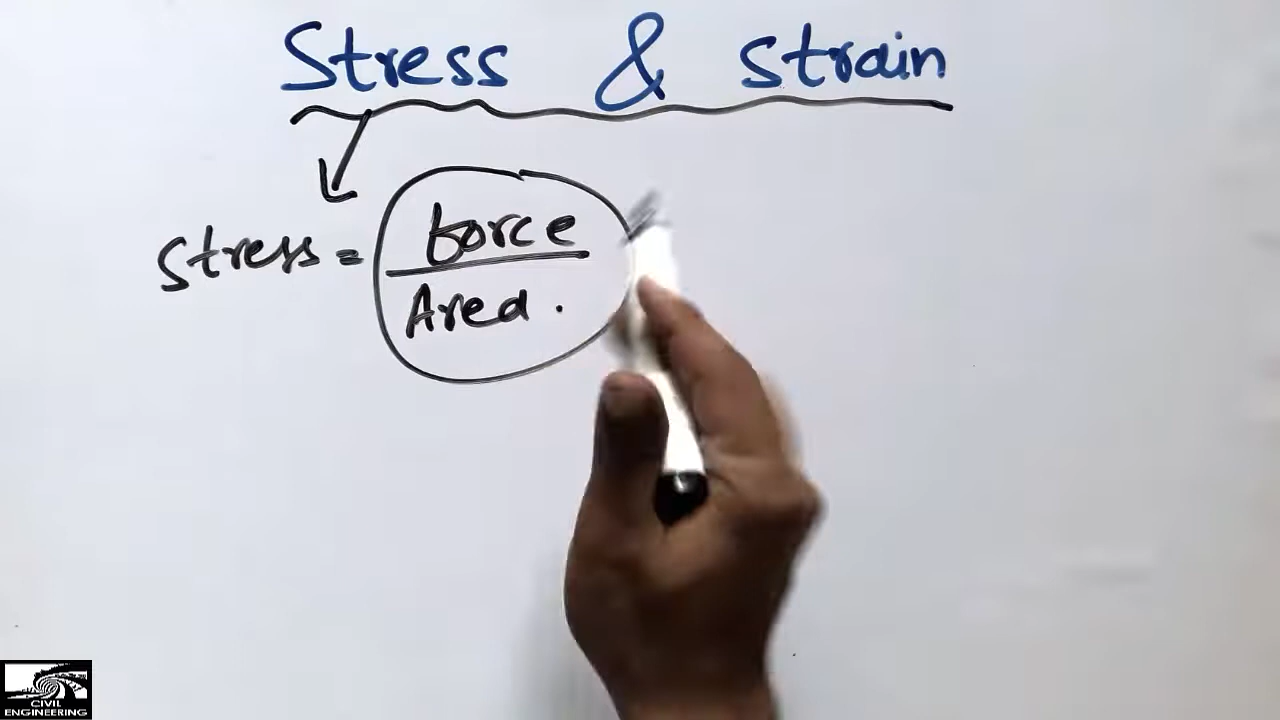 Stress & Strain
Stress = force
Area.
CIVIL
ENGINEERING